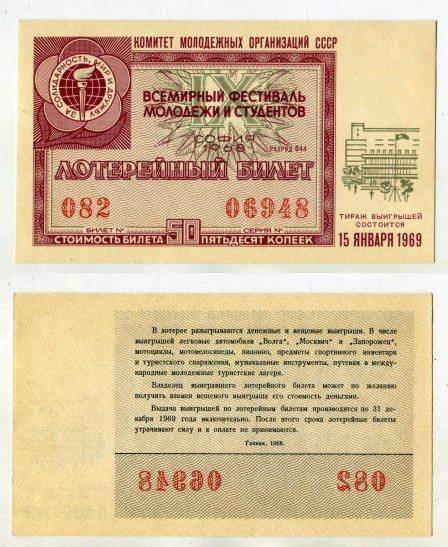 КОМИТЕТ МОЛОДЕЖНЫХ ОРГАНИЗАЦИЙ СССР
ЗА СОЛИДАРНОСТЬ, МИР И ДРУЖБУ
IX
ВСЕМИРНЫЙ ФЕСТИВАЛЬ
МОЛОДЕЖИ И СТУДЕНТОВ
СОФИЯ
1968
РАЗРЯД 044
ЛОТЕРЕЙНЫЙ БИЛЕТ
082 06948
БИЛЕТ № СЕРИЯ №
СТОИМОСТЬ БИЛЕТА 50 ПЯТЬДЕСЯТ КОПЕЕК
ТИРАЖ ВЫИГРЫШЕЙ
СОСТОИТСЯ
15 ЯНВАРЯ 1969
В лотерее разыгрываются денежные и вещевые выигрыши. В числе
выигрышей легковые автомобили „Волга", „Москвич" и „Запорожец",
мотоциклы, мотовелосипеды, пианино, предметы спортивного инвентаря
и туристского снаряжения, музыкальные инструменты, путевки в между-
народные молодежные туристские лагеря.
Владелец выигравшего лотерейного билета может по желанию
получить взамен вещевого выигрыша его стоимость деньгами.
Выдача выигрышей по лотерейным билетам производится по 31 де-
кабря 1969 года включительно. После этого срока лотерейные билеты
утрачивают силу и к оплате не принимаются.
Гознак. 1968.
06948 082